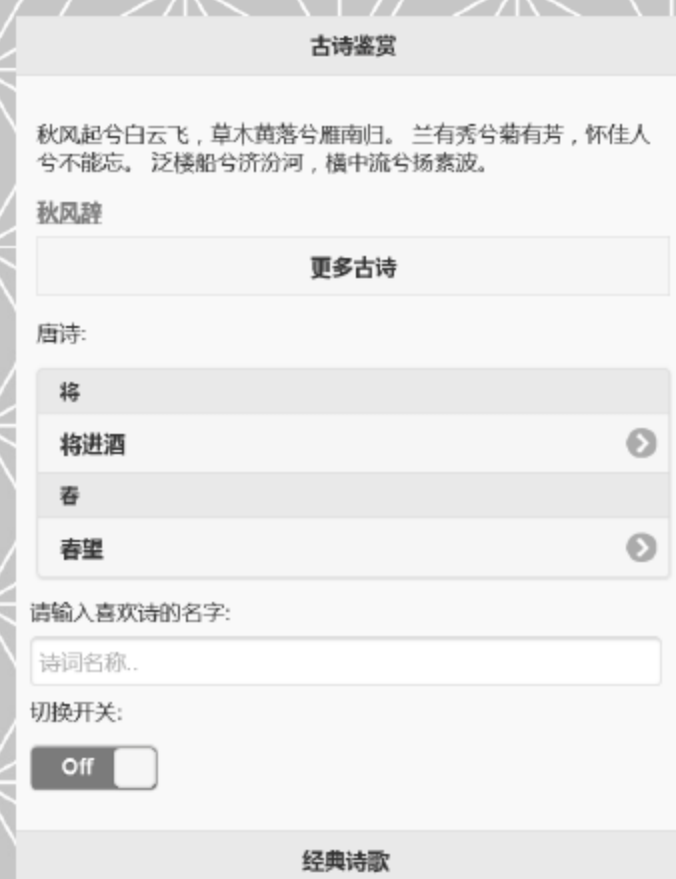 古诗鉴赏
秋风起兮白云飞，草木黄落兮雁南归。 兰有秀兮菊有芳，怀佳人
兮不能忘。 泛楼船兮济汾河，横中流兮扬素波。
秋风辞
更多古诗
唐诗:
将
将进酒
春
春望
请输入喜欢诗的名字:
诗词名称..
切换开关:
Off
经典诗歌